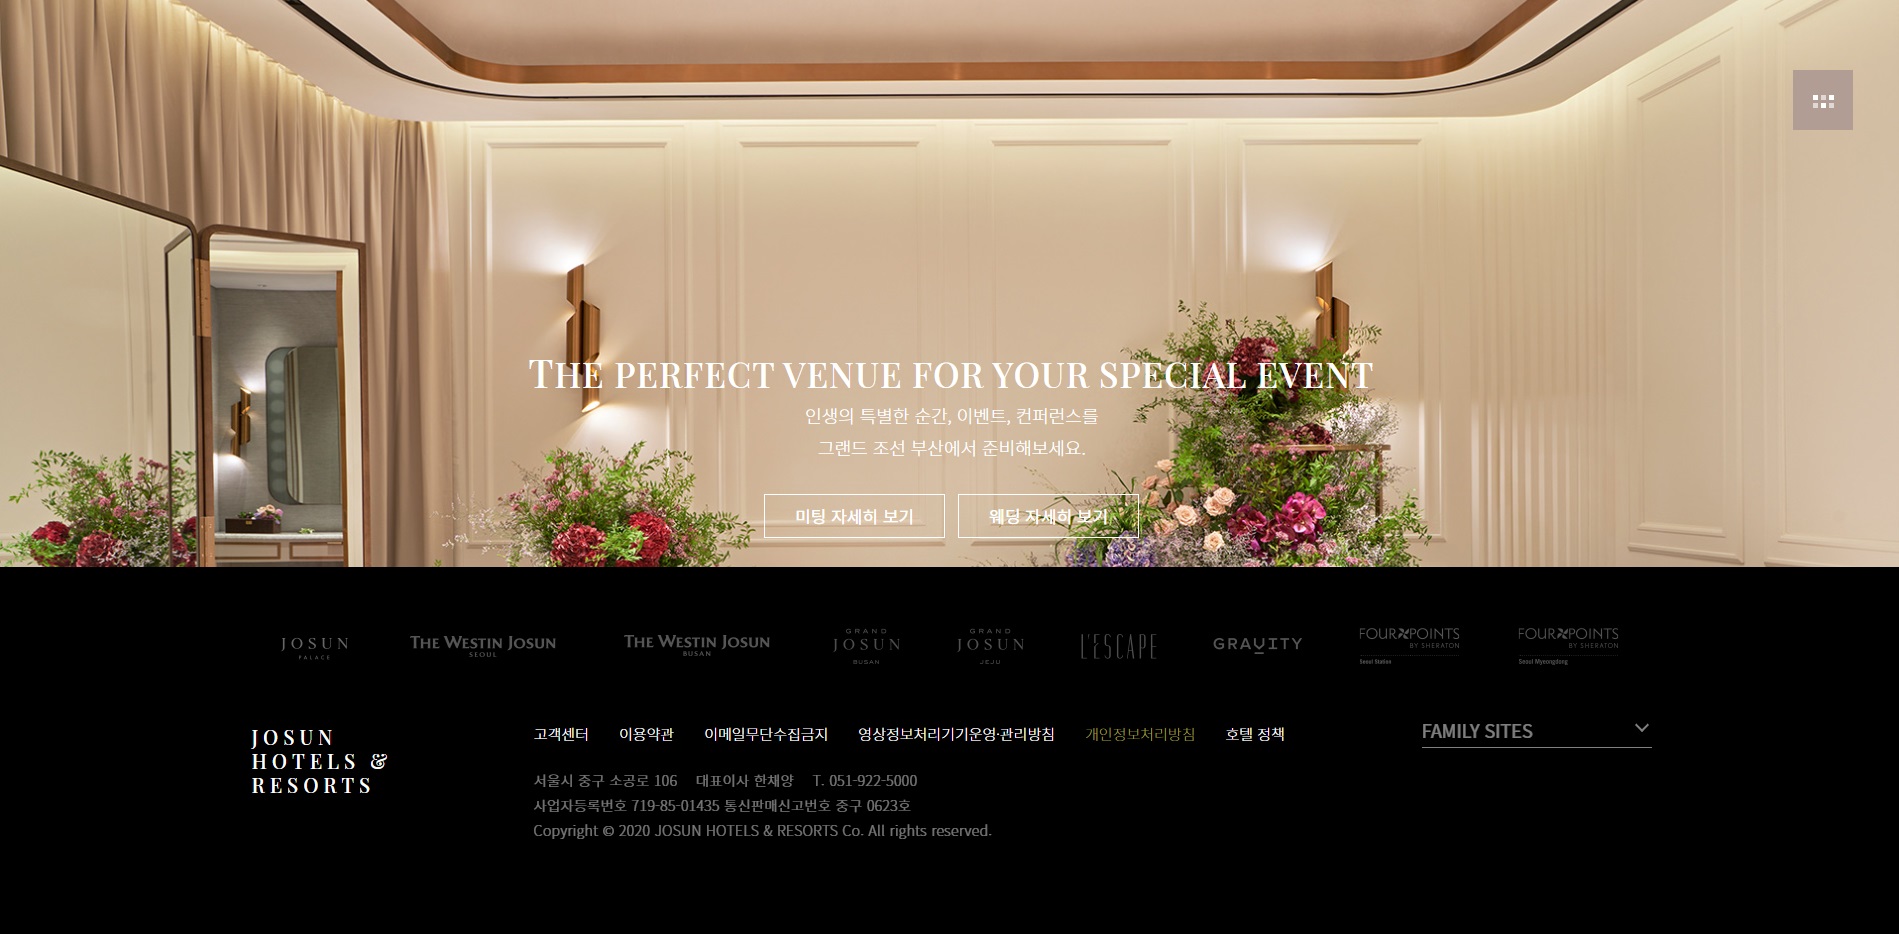 THE PERFECT VENUE FOR YOUR SPECIAL EVENT
인생의 특별한 순간, 이벤트, 컨퍼런스를
그랜드 조선 부산에서 준비해보세요.
미팅 자세히 보기
웨딩 자세히 보기
JOSUN
PALACE
THE WESTIN JOSUN
SEOUL
THE WESTIN JOSUN
BUSAN
GRAND
JOSUN
BUSAN
GRAND
JOSUN
JEJU
L'ESCAPE
GRAVITY
FOUR POINTS
BY SHERATON
Seoul Station
FOUR POINTS
BY SHERATON
Seoul Myeongdong
JOSUN
HOTELS &
RESORTS
고객센터 이용약관 이메일무단수집금지 영상정보처리기기운영·관리방침 개인정보처리방침 호텔 정책
서울시 중구 소공로 106 대표이사 한채양 T. 051-922-5000
사업자등록번호 719-85-01435 통신판매신고번호 중구 0623호
Copyright © 2020 JOSUN HOTELS & RESORTS Co. All rights reserved.
FAMILY SITES